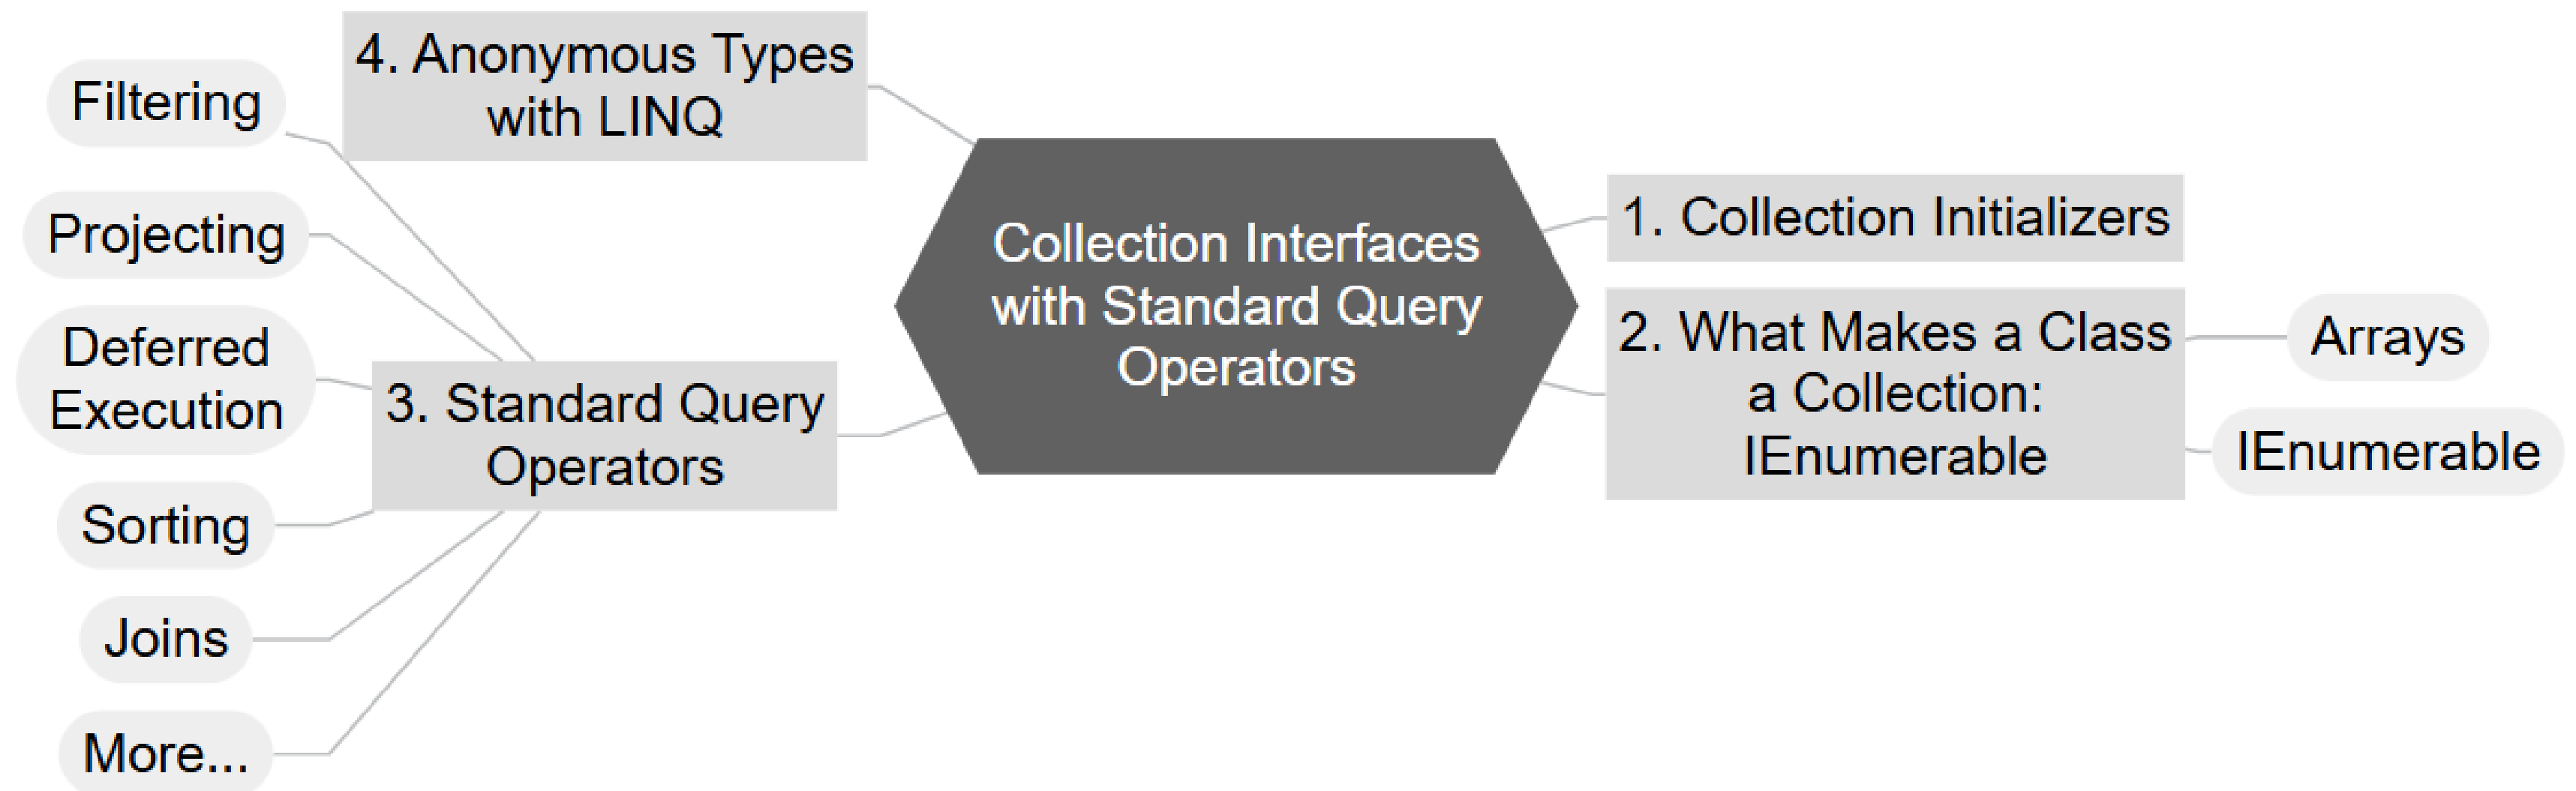 4. Anonymous Types
with LINQ
Filtering
Projecting
Deferred
Execution
3. Standard Query
Operators
Sorting
Joins
More...
Collection Interfaces
with Standard Query
Operators
1. Collection Initializers
2. What Makes a Class
a Collection:
IEnumerable
Arrays
IEnumerable